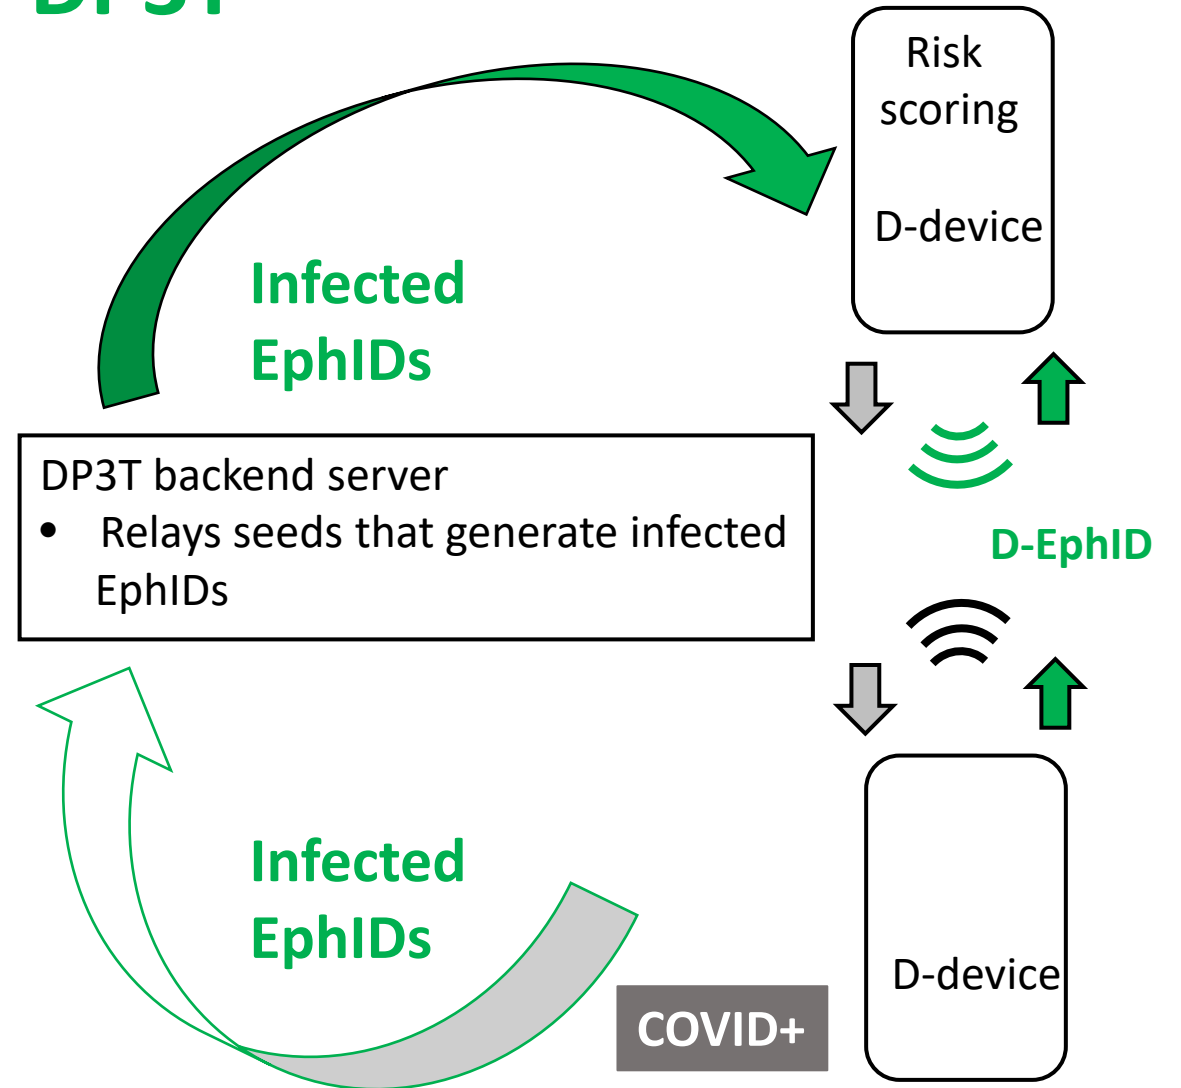 DP3T
Risk
scoring
D-device
Infected
EphIDs
DP3T backend server
• Relays seeds that generate infected
EphIDs
D-EphID
Infected
EphIDs
D-device
COVID+